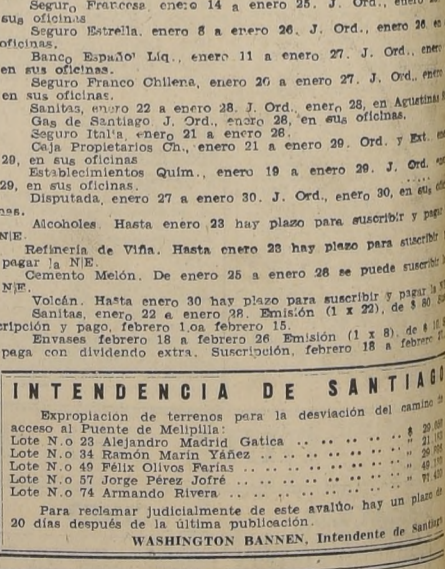 Seguro Francesa, enero 14 a enero 25. J. Ord., enero
sus oficinas
Seguro Estrella, enero 8 a enero 26. J. Ord., enero 26, en
oficinas.
Banco Español Liq., enero 11 a enero 27. J. Ord., enero
en sus oficinas.
Seguro Franco Chilena, enero 20 a enero 27. J. Ord., enero
en sus oficinas.
Sanitas, enero 22 a enero 28. J. Ord., enero 28, en Agustinas
Gas de Santiago. J. Ord., enero 28, en sus oficinas.
Seguro Italia, enero 21 a enero 28.
Caja Propietarios Ch., enero 21 a enero 29. Ord. y Ext.
29, en sus oficinas
Establecimientos Quím., enero 19 a enero 29. J. Ord.
29, en sus oficinas.
Disputada, enero 27 a enero 30. J. Ord., enero 30, en sus
nas.
Alcoholes. Hasta enero 23 hay plazo para suscribir y pagar
N|E.
Refinería de Viña. Hasta enero 23 hay plazo para suscribir
pagar la N|E.
Cemento Melón. De enero 25 a enero 28 se puede suscribir
N|E.
Volcán. Hasta enero 30 hay plazo para suscribir y pagar la
Sanitas, enero 22 a enero 28. Emisión (1 x 22), de $ 80
cripción y pago, febrero 1.oa febrero 15.
Envases febrero 18 a febrero 26 Emisión (1 x 8), de $
paga con dividendo extra. Suscripción, febrero 18 a febrero
INTENDENCIA DE SANTIAGO
Expropiacion de terrenos para la desviación del camino de
acceso al Puente de Melipilla:
Lote N.o 23 Alejandro Madrid Gatica .. .. .. .. .. $
Lote N.o 34 Ramón Marín Yáñez .. .. .. .. .. .. "
Lote N.o 49 Félix Olivos Farías .. .. .. .. .. .. "
Lote N.o 57 Jorge Pérez Jofré .. .. .. .. .. .. "
Lote N.o 74 Armando Rivera .. .. .. .. .. .. "
Para reclamar judicialmente de este avalúo, hay un plazo de
20 días después de la última publicación.
WASHINGTON BANNEN, Intendente de Santiago